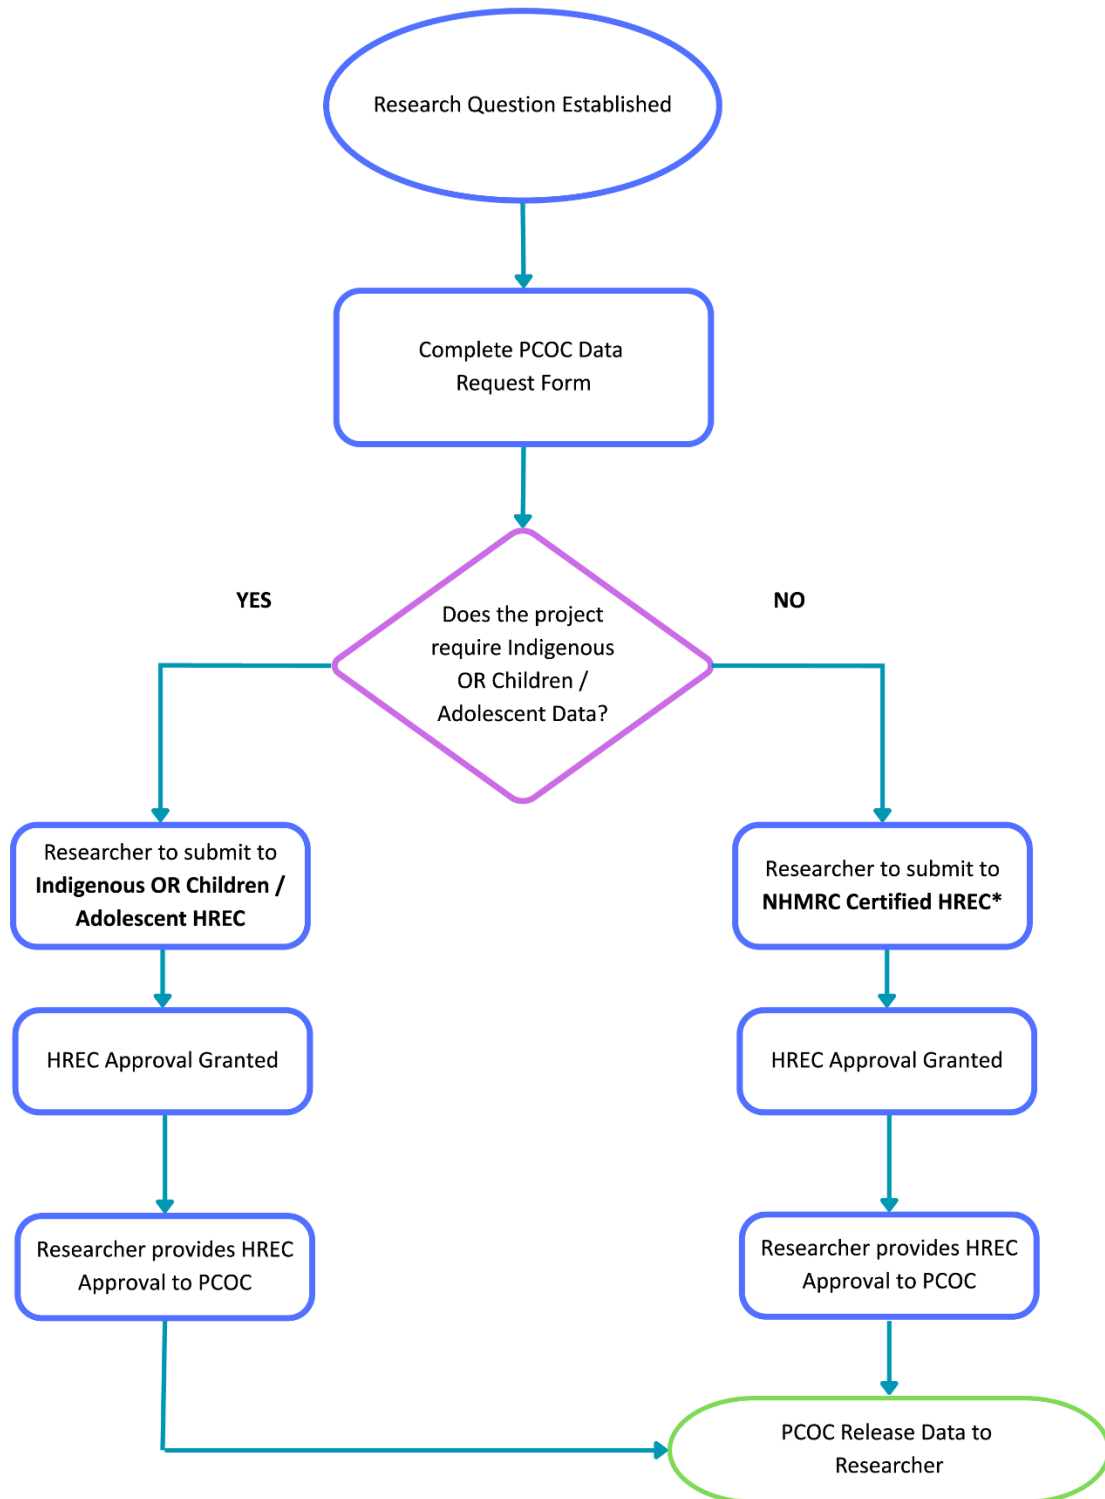 Research Question Established
Complete PCOC Data
Request Form
YES
NO
Does the project
require Indigenous
OR Children /
Adolescent Data?
Researcher to submit to
Indigenous OR Children /
Adolescent HREC
Researcher to submit to
NHMRC Certified HREC*
HREC Approval Granted
HREC Approval Granted
Researcher provides HREC
Approval to PCOC
Researcher provides HREC
Approval to PCOC
PCOC Release Data to
Researcher